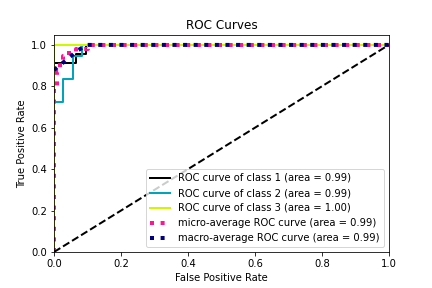 ROC Curves
True Positive Rate
1.0
0.8
0.6
0.4
0.2
0.0
ROC curve of class 1 (area = 0.99)
ROC curve of class 2 (area = 0.99)
ROC curve of class 3 (area = 1.00)
micro-average ROC curve (area = 0.99)
macro-average ROC curve (area = 0.99)
0.0 0.2 0.4 0.6 0.8 1.0
False Positive Rate